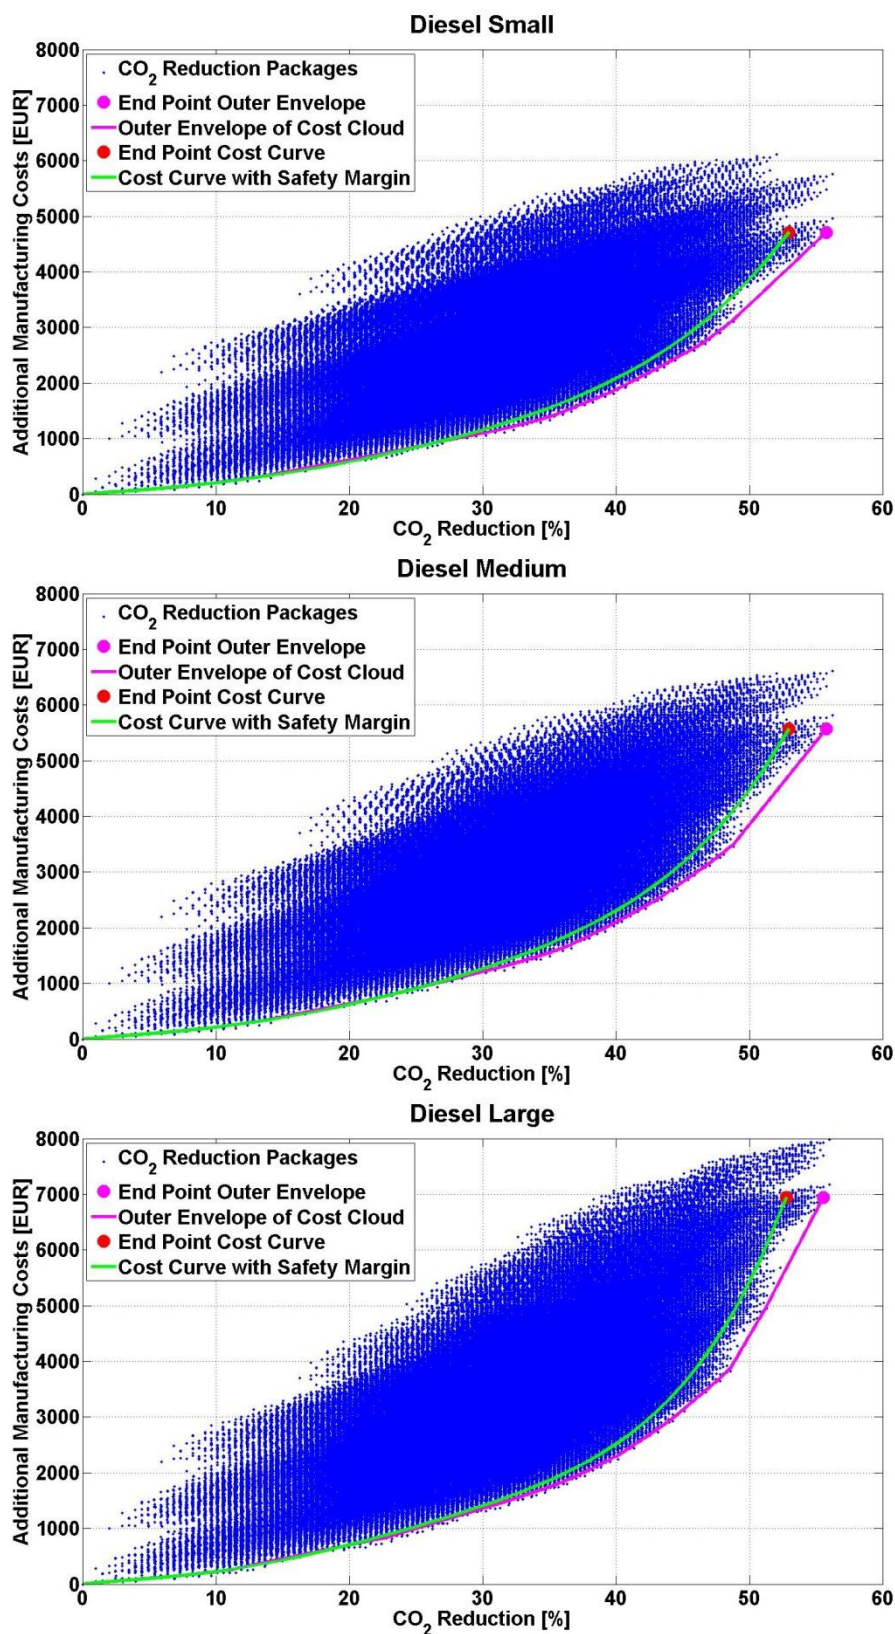 Diesel Small
8000
7000
6000
5000
4000
3000
2000
1000
0
Additional Manufacturing Costs [EUR]
CO2 Reduction Packages
End Point Outer Envelope
Outer Envelope of Cost Cloud
End Point Cost Curve
Cost Curve with Safety Margin
0 10 20 30 40 50 60
CO2 Reduction [%]
Diesel Medium
8000
7000
6000
5000
4000
3000
2000
1000
0
Additional Manufacturing Costs [EUR]
CO2 Reduction Packages
End Point Outer Envelope
Outer Envelope of Cost Cloud
End Point Cost Curve
Cost Curve with Safety Margin
0 10 20 30 40 50 60
CO2 Reduction [%]
Diesel Large
8000
7000
6000
5000
4000
3000
2000
1000
0
Additional Manufacturing Costs [EUR]
CO2 Reduction Packages
End Point Outer Envelope
Outer Envelope of Cost Cloud
End Point Cost Curve
Cost Curve with Safety Margin
0 10 20 30 40 50 60
CO2 Reduction [%]